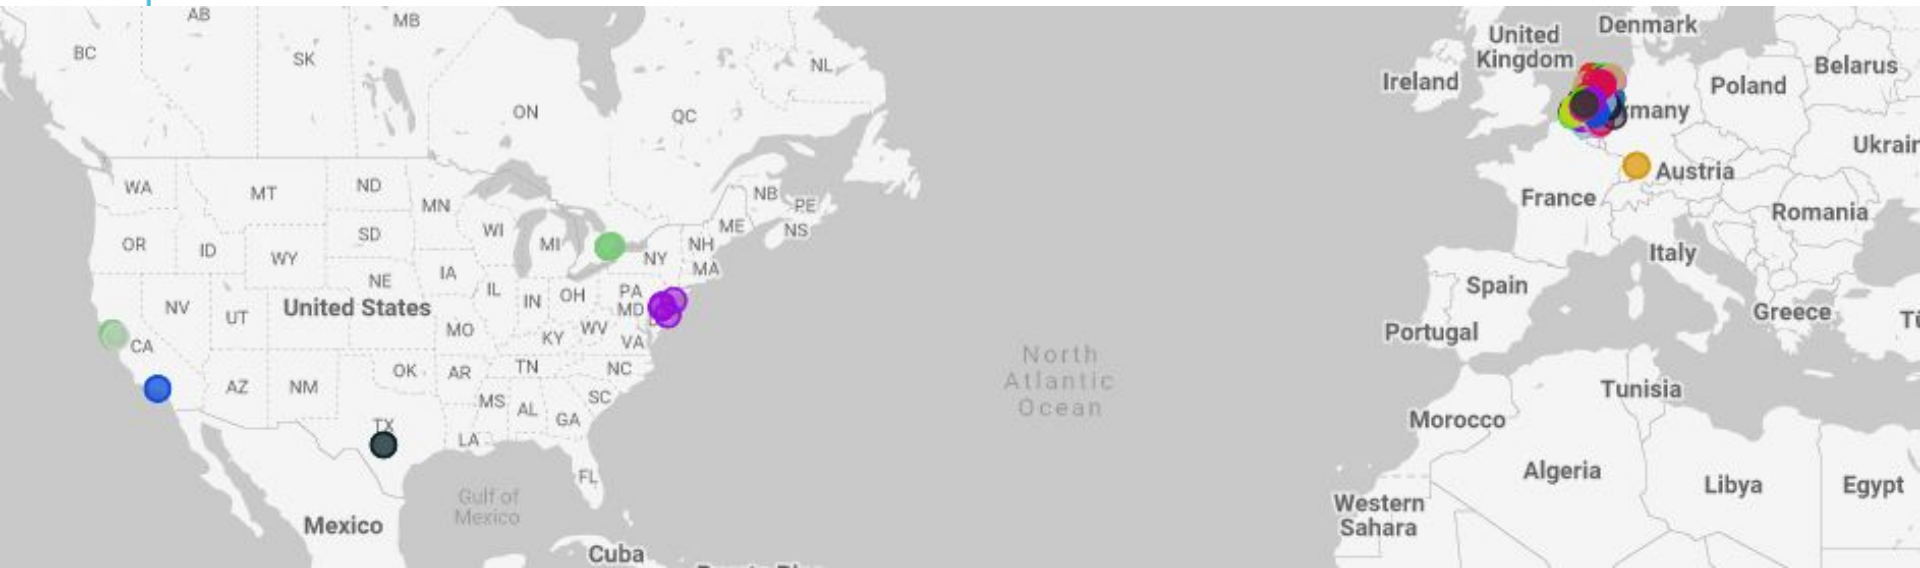 AB
MB
BC
SK
NL
ON
QC
WA
MT
ND
MN
NB
PE
OR
ID
SD
WI
MI
ME
NS
WY
NH
NY
MA
NE
IA
NV
UT
United States
IL
IN
OH
PA
MD
MO
KY
WV
VA
CA
AZ
NM
OK
AR
TN
NC
MS
AL
SC
GA
TX
LA
FL
Gulf of
Mexico
Mexico
Cuba
North
Atlantic
Ocean
Denmark
United
Kingdom
Ireland
Belarus
Poland
rmany
Ukrain
Austria
France
Romania
Italy
Spain
Greece
Portugal
Tunisia
Morocco
Algeria
Libya
Egypt
Western
Sahara